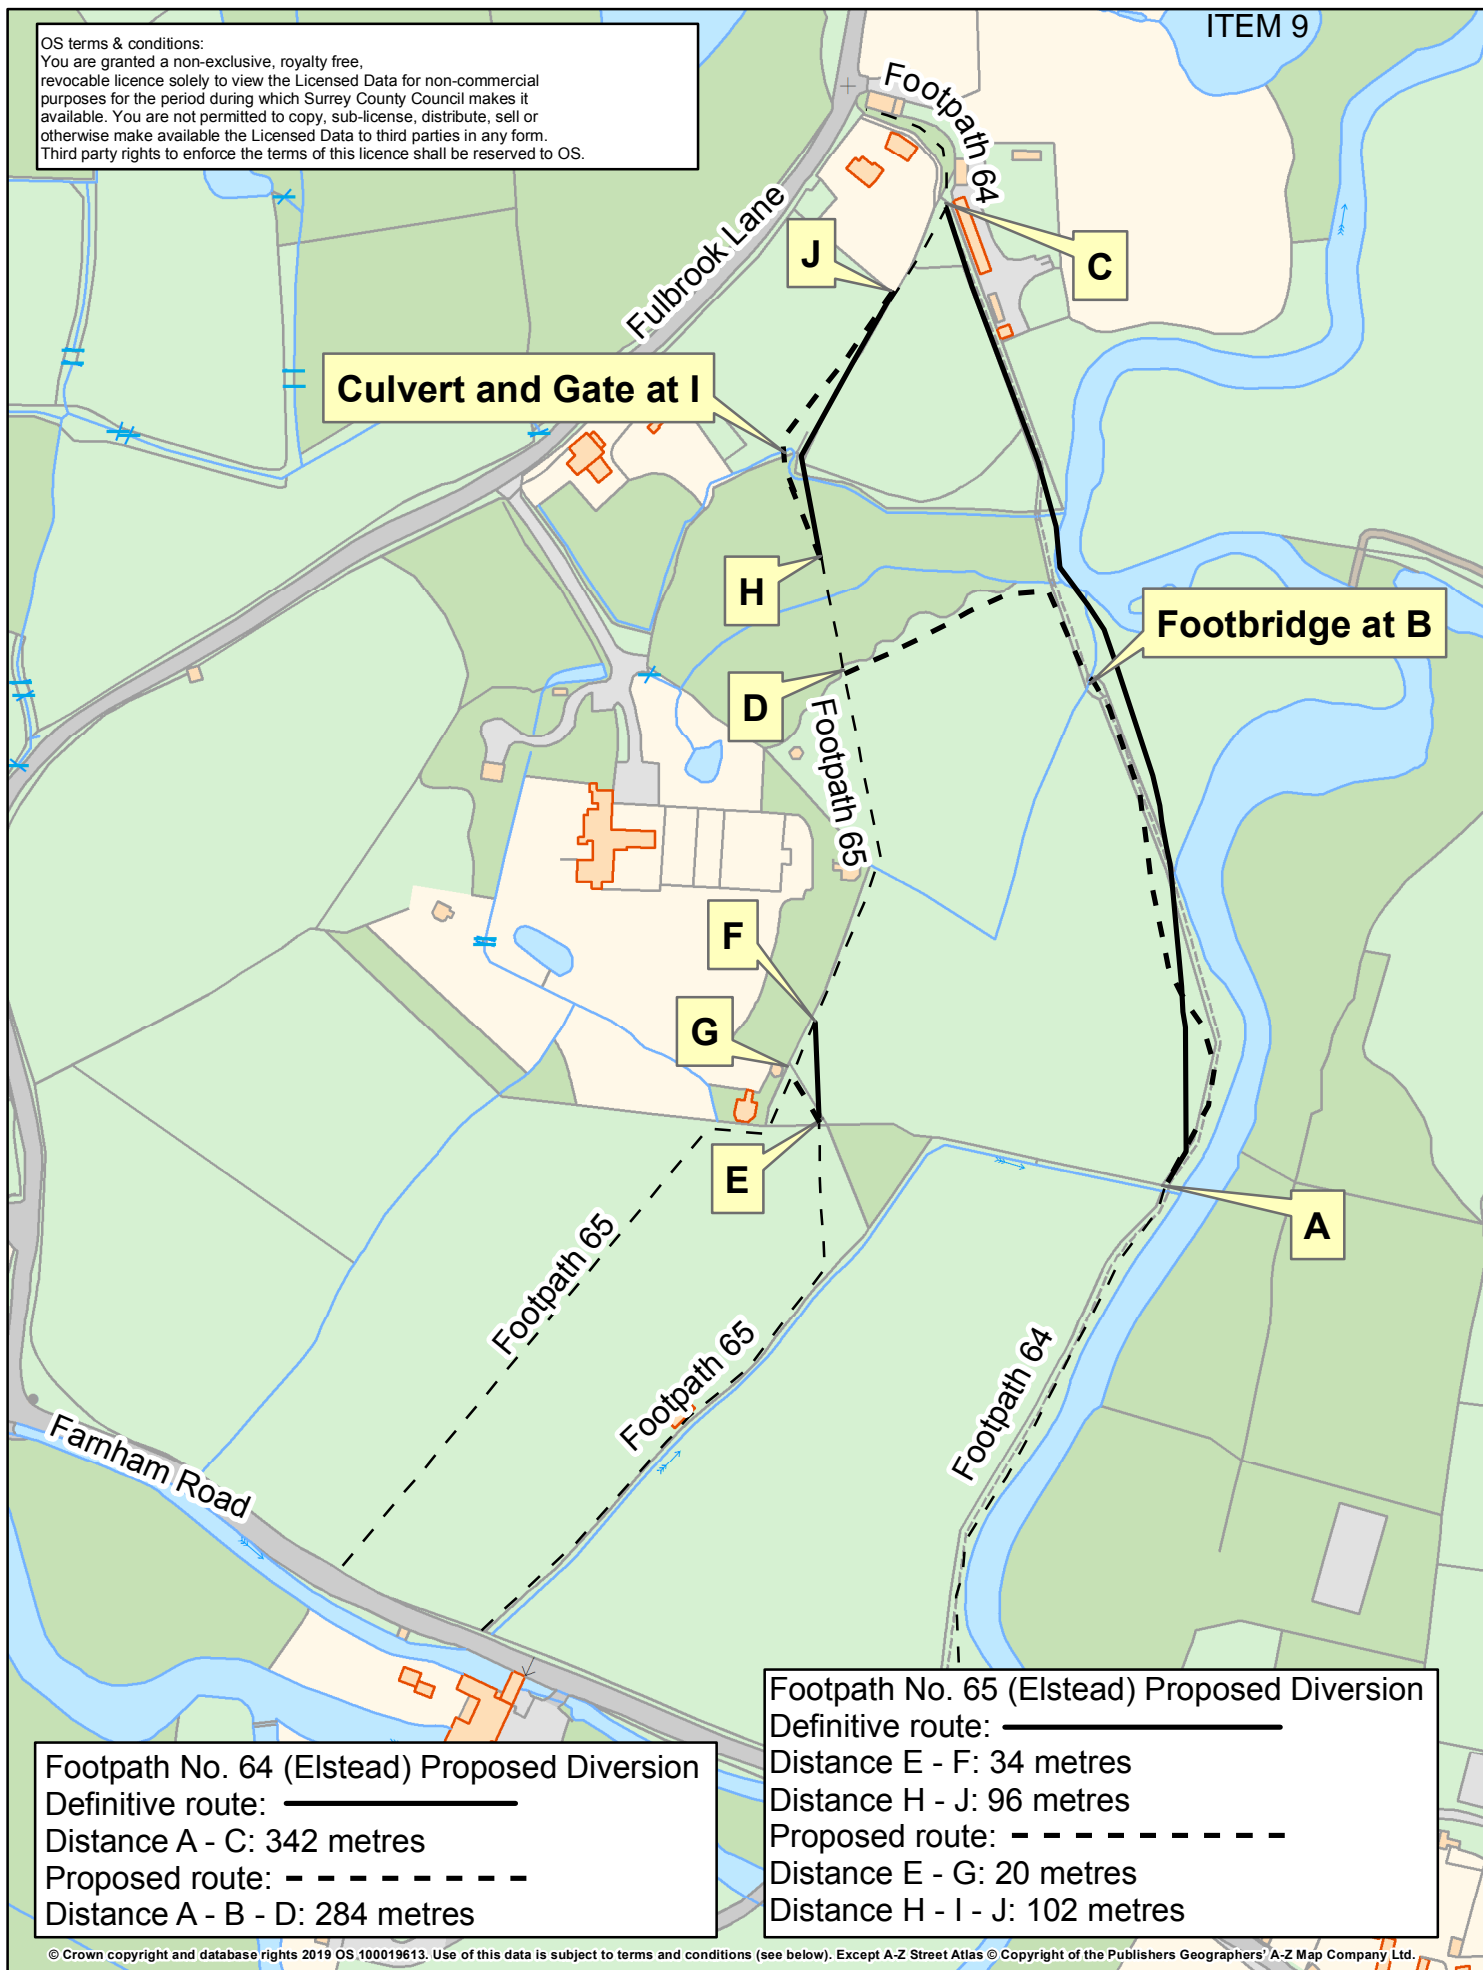 ITEM 9
OS terms & conditions:
You are granted a non-exclusive, royalty free,
revocable licence solely to view the Licensed Data for non-commercial
purposes for the period during which Surrey County Council makes it
available. You are not permitted to copy, sub-license, distribute, sell or
otherwise make available the Licensed Data to third parties in any form.
Third party rights to enforce the terms of this licence shall be reserved to OS.
Footpath 64
Fulbrook Lane
J
C
Culvert and Gate at I
H
Footbridge at B
D
Footpath 65
F
G
E
A
Footpath 65
Footpath 65
Footpath 64
Farnham Road
Footpath No. 64 (Elstead) Proposed Diversion
Definitive route:
Distance A - C: 342 metres
Proposed route:
Distance A - B - D: 284 metres
Footpath No. 65 (Elstead) Proposed Diversion
Definitive route:
Distance E - F: 34 metres
Distance H - J: 96 metres
Proposed route:
Distance E - G: 20 metres
Distance H - I - J: 102 metres
© Crown copyright and database rights 2019 OS 100019613. Use of this data is subject to terms and conditions (see below). Except A-Z Street Atlas © Copyright of the Publishers Geographers' A-Z Map Company Ltd.